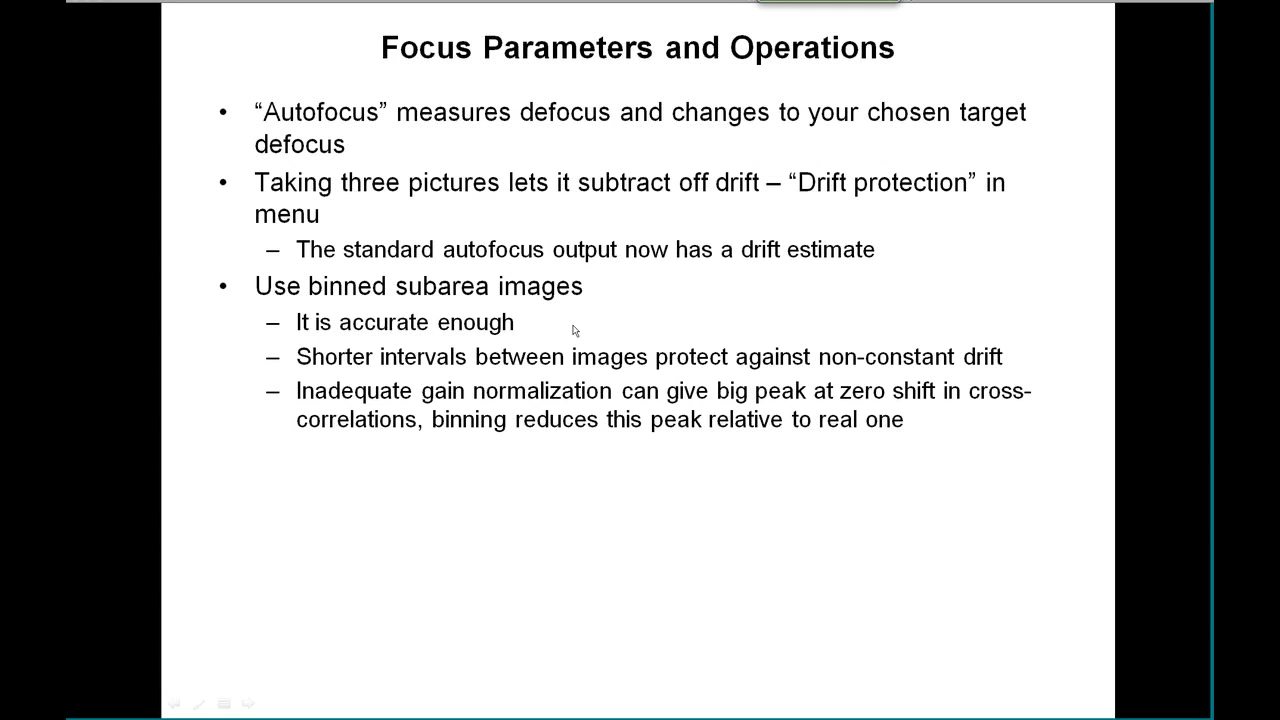 Focus Parameters and Operations
• “Autofocus” measures defocus and changes to your chosen target
defocus
• Taking three pictures lets it subtract off drift – “Drift protection” in
menu
– The standard autofocus output now has a drift estimate
• Use binned subarea images
– It is accurate enough
– Shorter intervals between images protect against non-constant drift
– Inadequate gain normalization can give big peak at zero shift in cross-
correlations, binning reduces this peak relative to real one